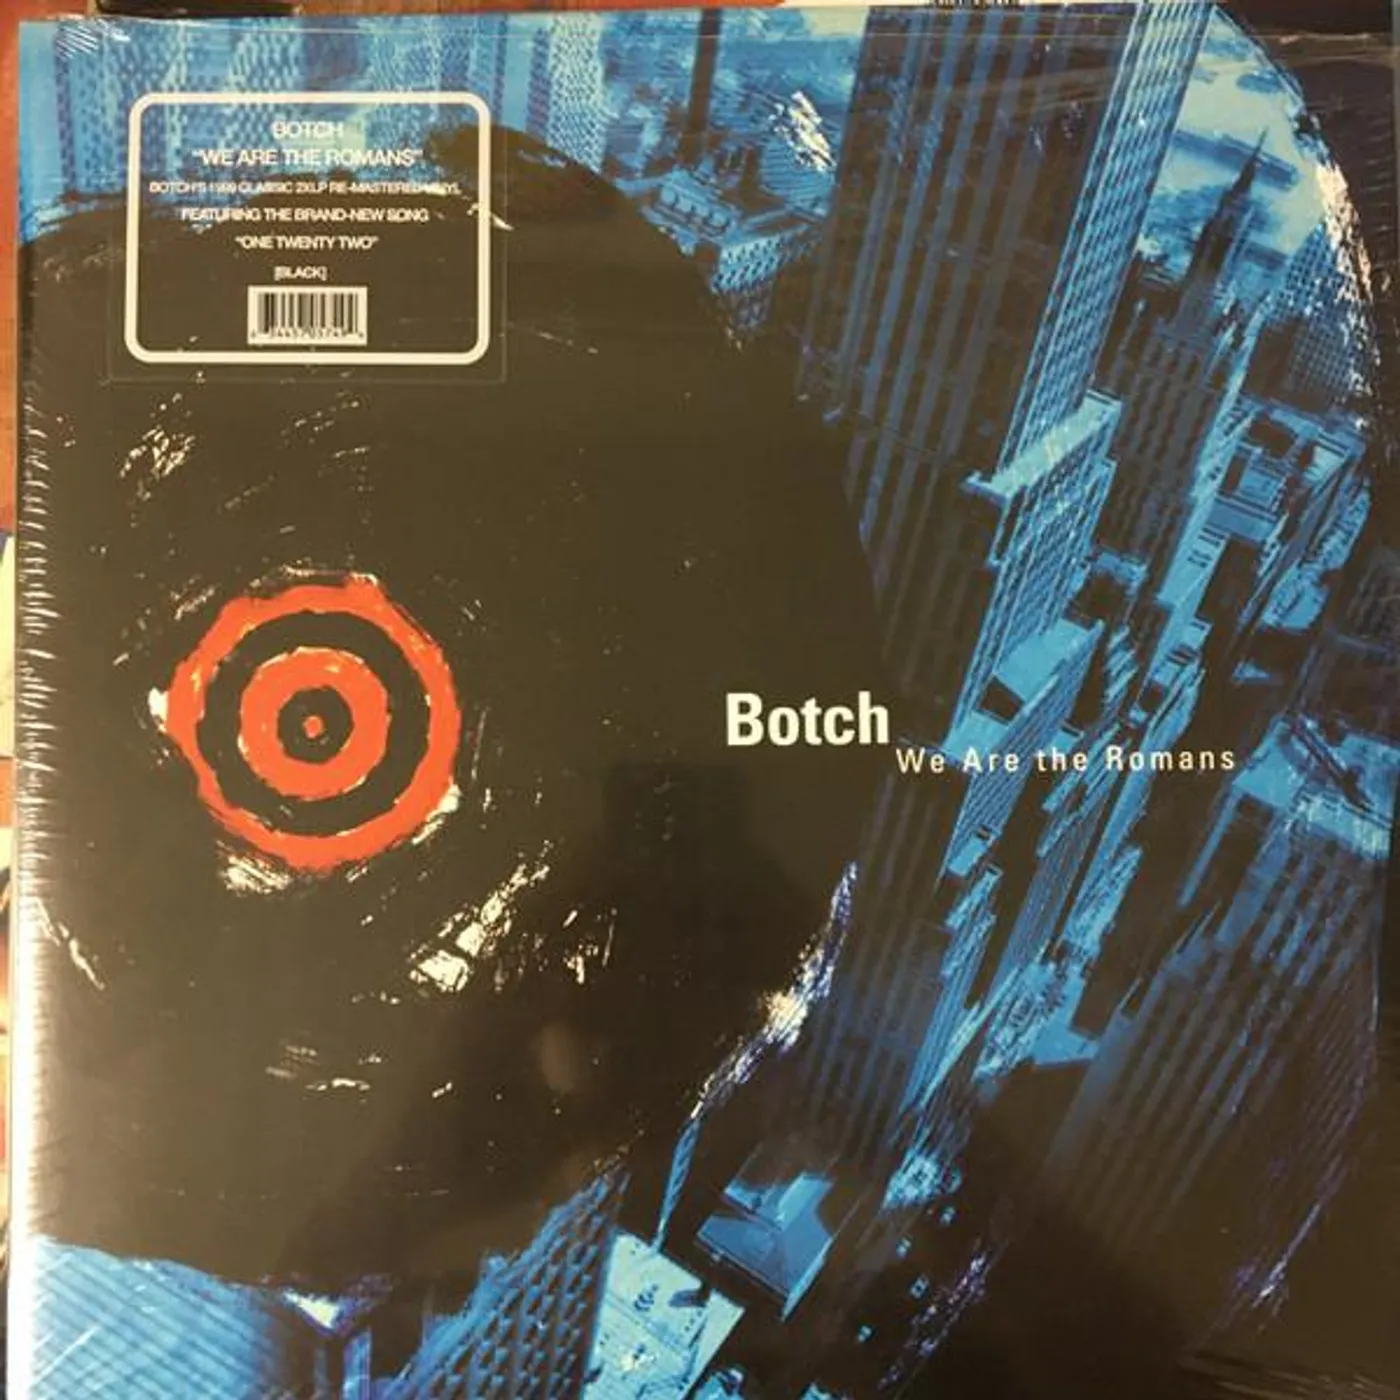 BOTCH
"WE ARE THE ROMANS"
BOTCH'S 1999 CLASSIC 2XLP RE-MASTERED VINYL
FEATURING THE BRAND-NEW SONG
"ONE TWENTY TWO"
[BLACK]
Botch
We Are the Romans